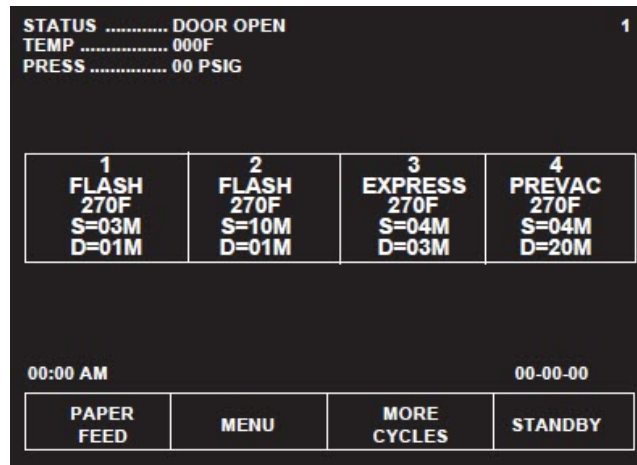 STATUS ............ DOOR OPEN 1
TEMP ................. 000F
PRESS ............... 00 PSIG
1 2 3 4
FLASH FLASH EXPRESS PREVAC
270F 270F 270F 270F
S=03M S=10M S=04M S=04M
D=01M D=01M D=03M D=20M
00:00 AM 00-00-00
PAPER FEED MENU MORE CYCLES STANDBY